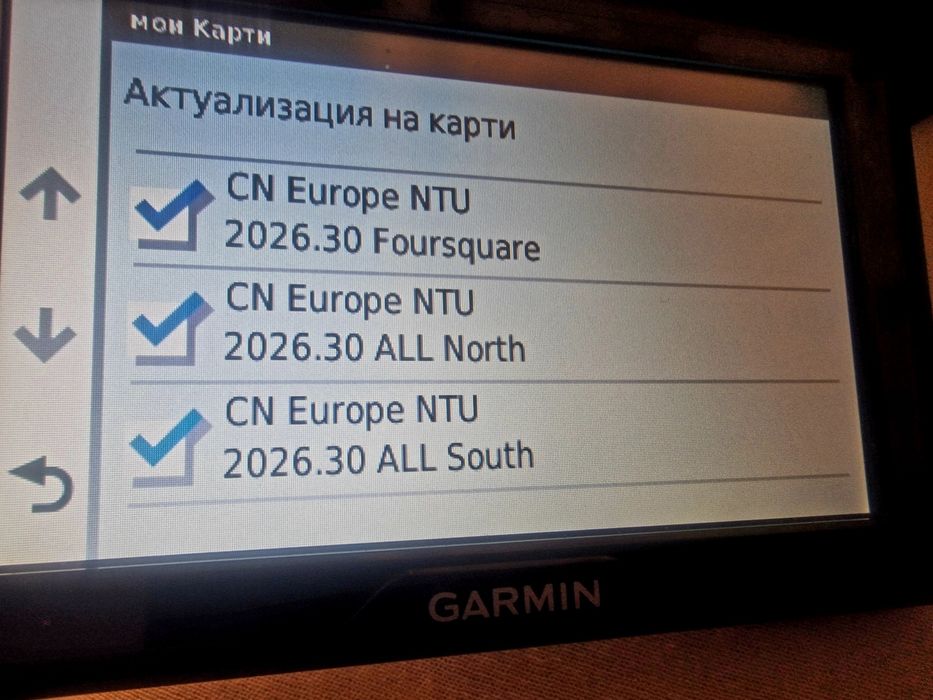 мои Карти
Актуализация на карти
CN Europe NTU
2026.30 Foursquare
CN Europe NTU
2026.30 ALL North
CN Europe NTU
2026.30 ALL South
GARMIN